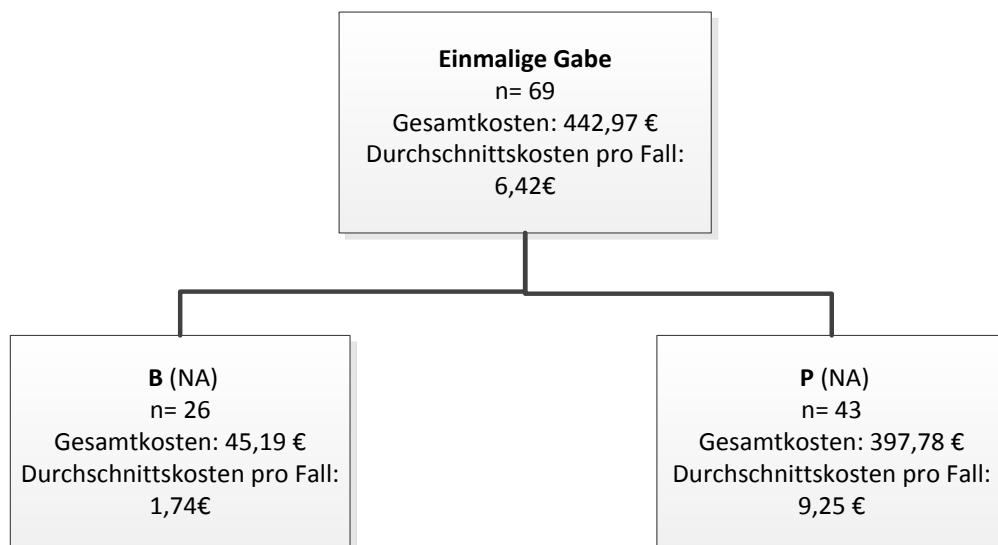 Einmalige Gabe
n= 69
Gesamtkosten: 442,97 €
Durchschnittskosten pro Fall:
6,42€
B (NA)
n= 26
Gesamtkosten: 45,19 €
Durchschnittskosten pro Fall:
1,74€
P (NA)
n= 43
Gesamtkosten: 397,78 €
Durchschnittskosten pro Fall:
9,25 €